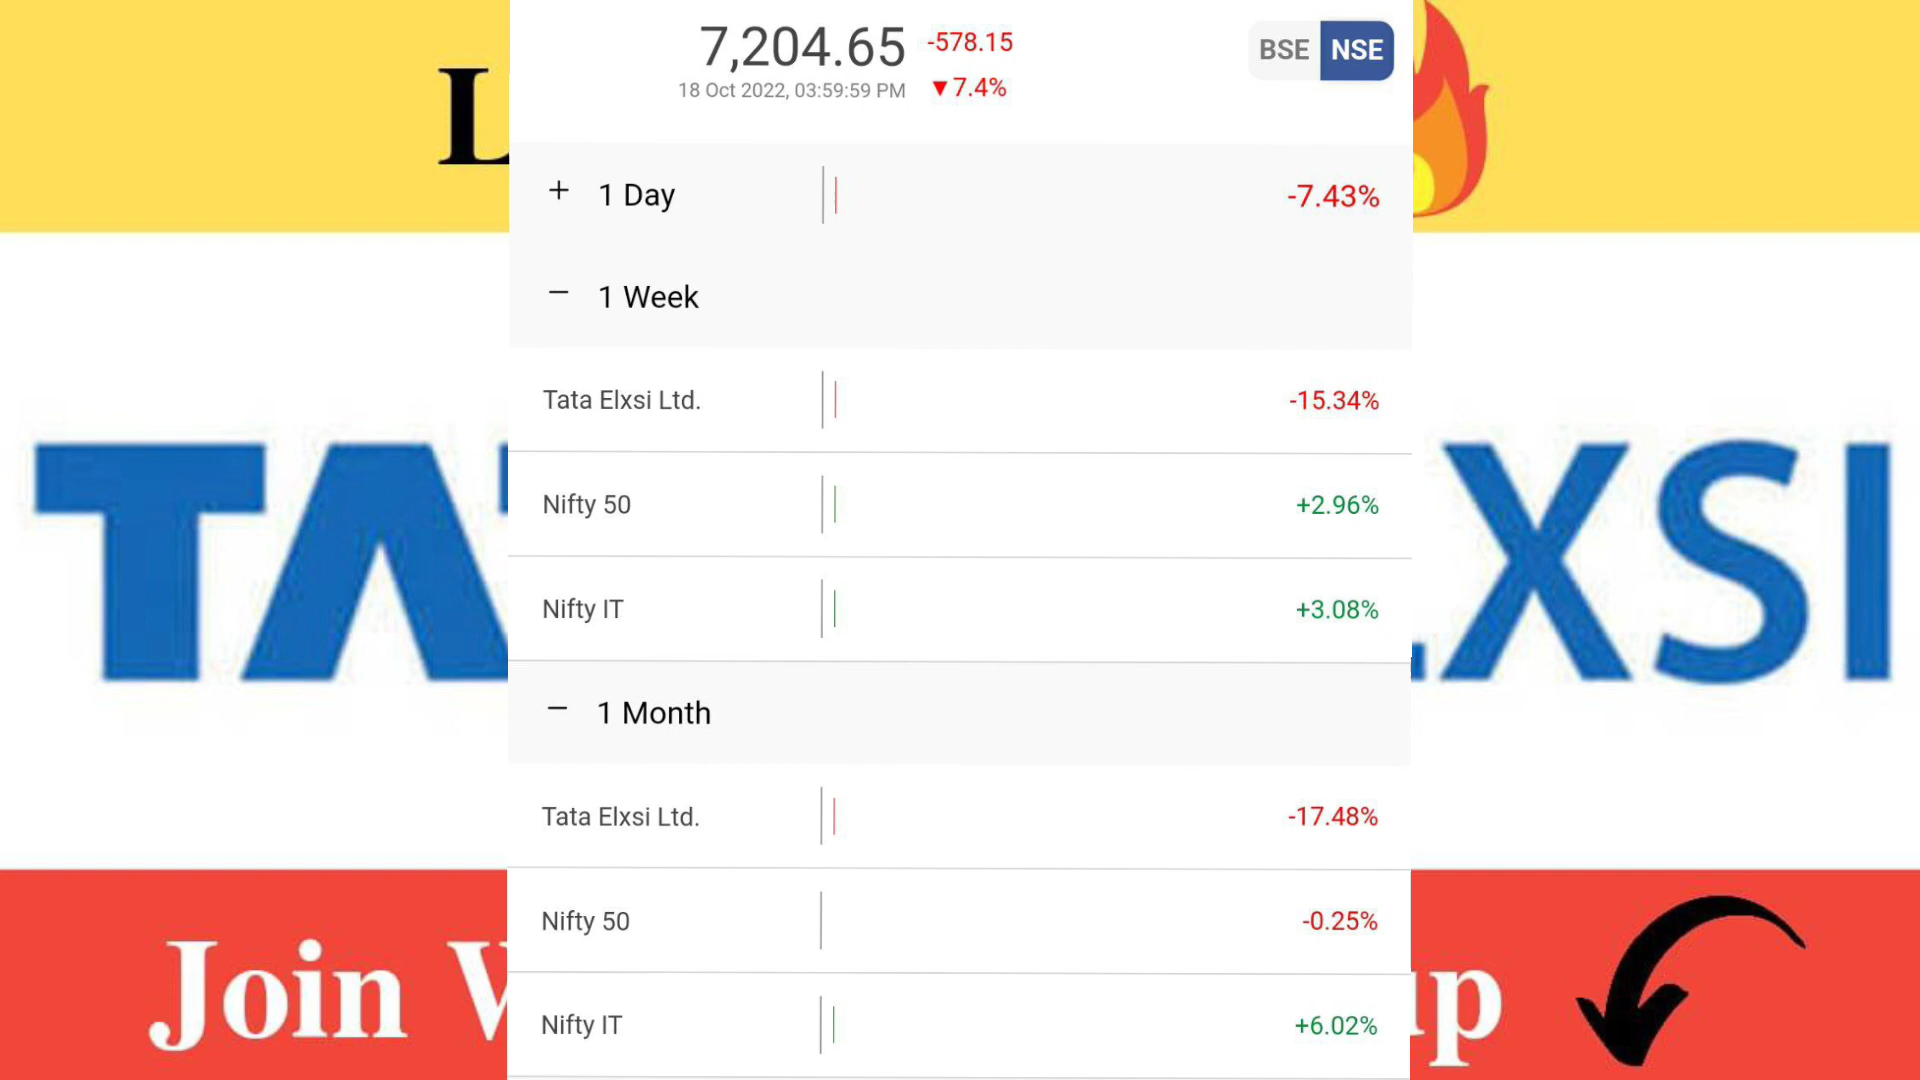 7,204.65 -578.15
18 Oct 2022, 03:59:59 PM ▼7.4%
BSE NSE
+ 1 Day -7.43%
− 1 Week
Tata Elxsi Ltd. -15.34%
Nifty 50 +2.96%
Nifty IT +3.08%
− 1 Month
Tata Elxsi Ltd. -17.48%
Nifty 50 -0.25%
Nifty IT +6.02%
Join